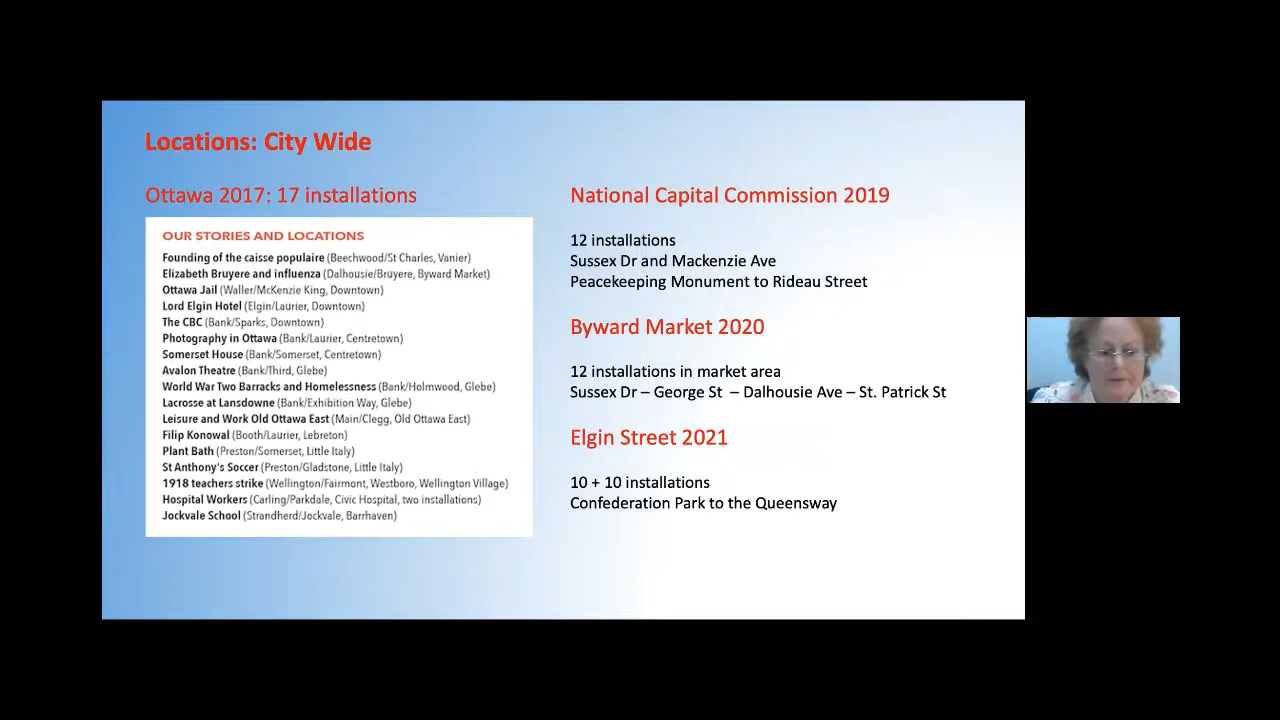 Locations: City Wide
Ottawa 2017: 17 installations
OUR STORIES AND LOCATIONS
Founding of the caisse populaire (Beechwood/St Charles, Vanier)
Elizabeth Bruyere and influenza (Dalhousie/Bruyere, Byward Market)
Ottawa Jail (Waller/McKenzie King, Downtown)
Lord Elgin Hotel (Elgin/Laurier, Downtown)
The CBC (Bank/Sparks, Downtown)
Photography in Ottawa (Bank/Laurier, Centretown)
Somerset House (Bank/Somerset, Centretown)
Avalon Theatre (Bank/Third, Glebe)
World War Two Barracks and Homelessness (Bank/Holmwood, Glebe)
Lacrosse at Lansdowne (Bank/Exhibition Way, Glebe)
Leisure and Work Old Ottawa East (Main/Clegg, Old Ottawa East)
Filip Konowal (Booth/Laurier, Lebreton)
Plant Bath (Preston/Somerset, Little Italy)
St Anthony's Soccer (Preston/Gladstone, Little Italy)
1918 teachers strike (Wellington/Fairmont, Westboro, Wellington Village)
Hospital Workers (Carling/Parkdale, Civic Hospital, two installations)
Jockvale School (Strandherd/Jockvale, Barrhaven)
National Capital Commission 2019
12 installations
Sussex Dr and Mackenzie Ave
Peacekeeping Monument to Rideau Street
Byward Market 2020
12 installations in market area
Sussex Dr – George St – Dalhousie Ave – St. Patrick St
Elgin Street 2021
10 + 10 installations
Confederation Park to the Queensway